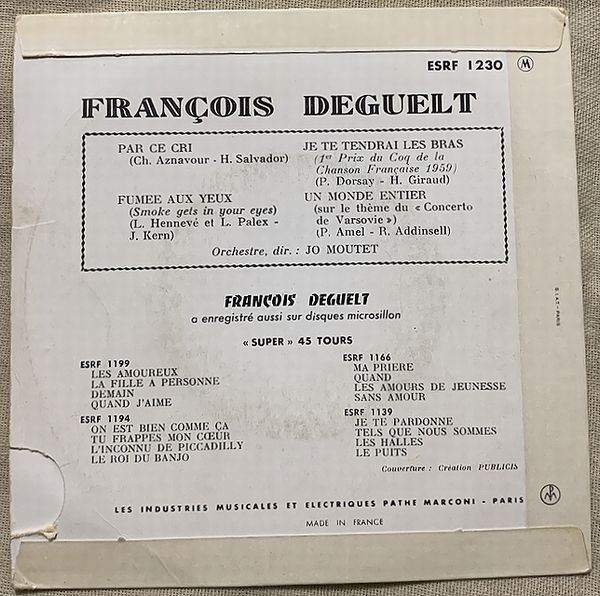 ESRF 1230 M
FRANÇOIS DEGUELT
PAR CE CRI
(Ch. Aznavour - H. Salvador)
FUMEE AUX YEUX
(Smoke gets in your eyes)
(L. Hennevé et L. Palex -
J. Kern)
JE TE TENDRAI LES BRAS
(1er Prix du Coq de la
Chanson Française 1959)
(P. Dorsay - H. Giraud)
UN MONDE ENTIER
(sur le thème du « Concerto
de Varsovie »)
(P. Amel - R. Addinsell)
Orchestre, dir. : JO MOUTET
FRANÇOIS DEGUELT
a enregistré aussi sur disques microsillon
« SUPER » 45 TOURS
ESRF 1199
LES AMOUREUX
LA FILLE A PERSONNE
DEMAIN
QUAND J'AIME
ESRF 1194
ON EST BIEN COMME ÇA
TU FRAPPES MON CŒUR
L'INCONNU DE PICCADILLY
LE ROI DU BANJO
ESRF 1166
MA PRIERE
QUAND
LES AMOURS DE JEUNESSE
SANS AMOUR
ESRF 1139
JE TE PARDONNE
TELS QUE NOUS SOMMES
LES HALLES
LE PUITS
Couverture : Création PUBLICIS
LES INDUSTRIES MUSICALES ET ELECTRIQUES PATHE MARCONI - PARIS
MADE IN FRANCE